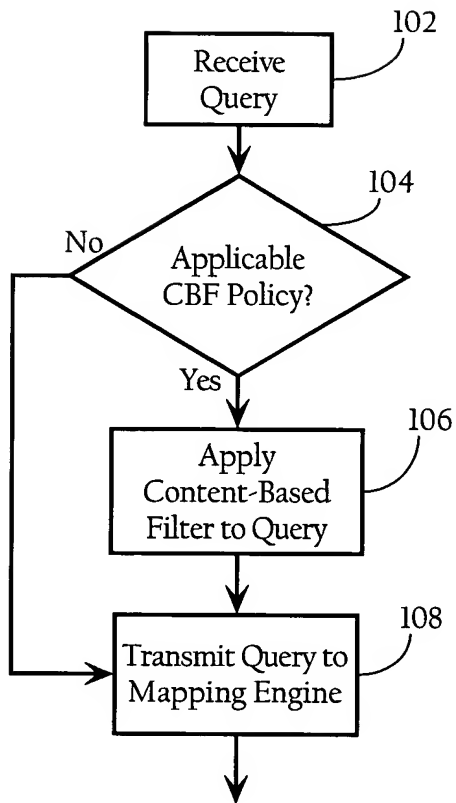 102
Receive
Query
104
No
Applicable
CBF Policy?
Yes
106
Apply
Content-Based
Filter to Query
108
Transmit Query to
Mapping Engine